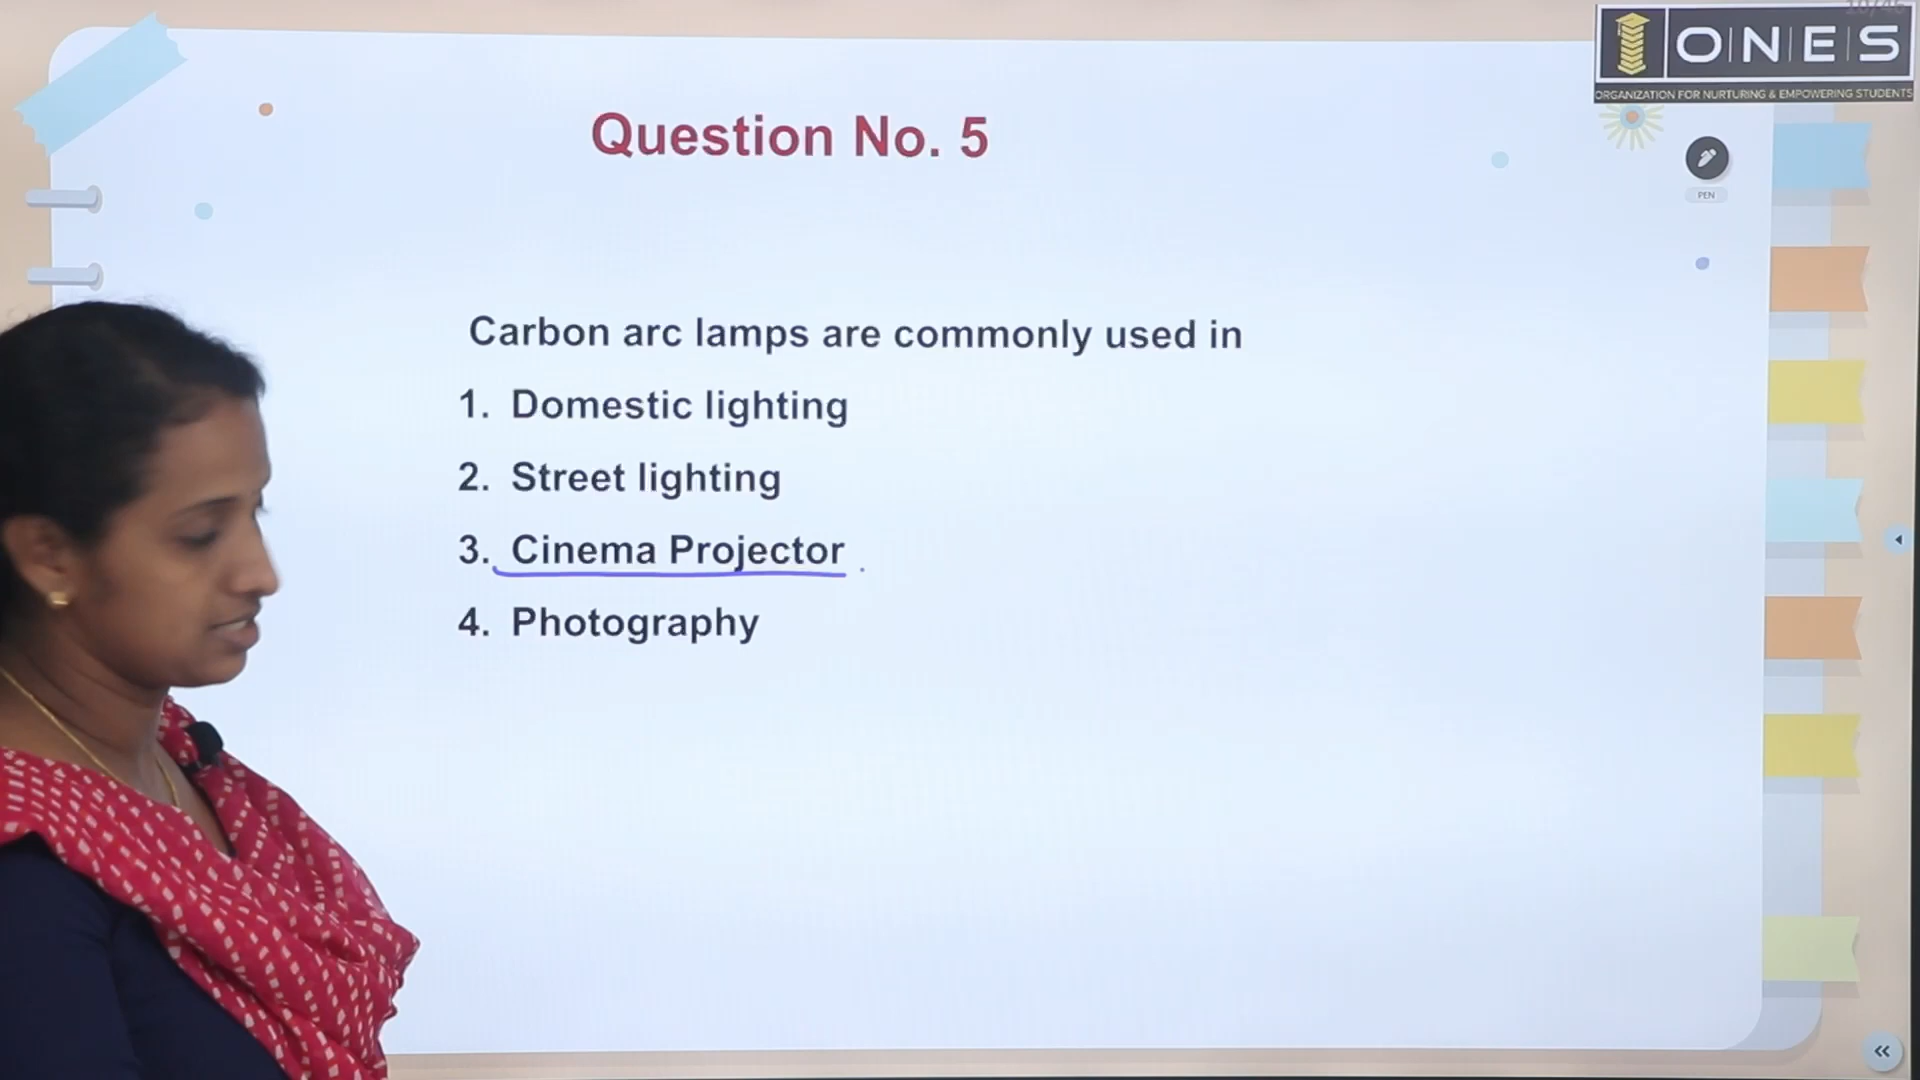 ONES
ORGANIZATION FOR NURTURING & EMPOWERING STUDENTS
Question No. 5
PEN
Carbon arc lamps are commonly used in
1. Domestic lighting
2. Street lighting
3. Cinema Projector
4. Photography